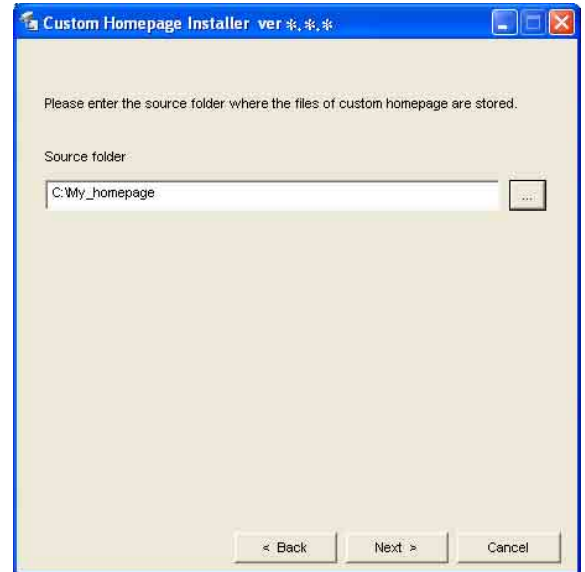 Custom Homepage Installer ver *.*.*
Please enter the source folder where the files of custom homepage are stored.
Source folder
C:\My_homepage
...
< Back
Next >
Cancel